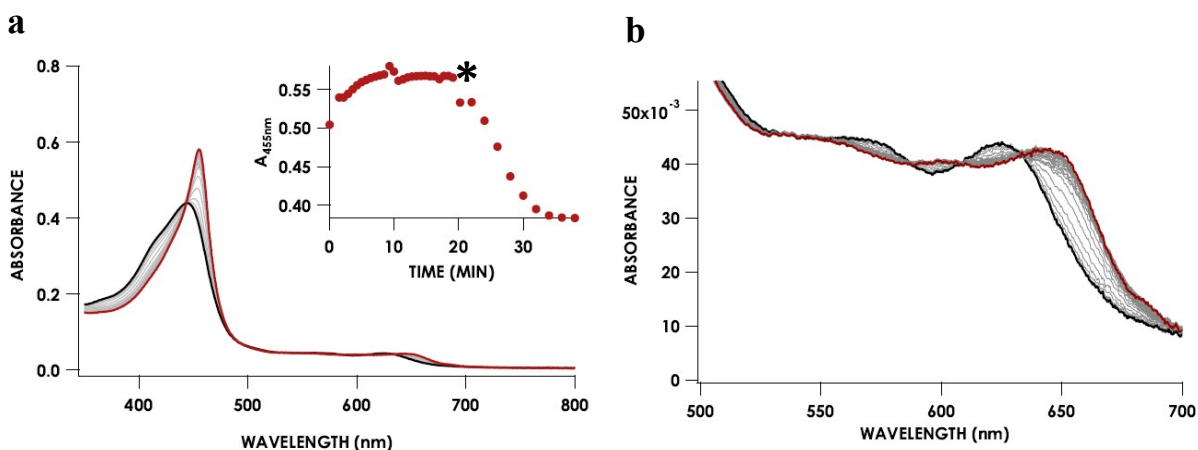 a
0.8
0.6
0.4
0.2
0.0
ABSORBANCE
400 500 600 700 800
WAVELENGTH (nm)
0.55
0.50
0.45
0.40
A455nm
*
0 10 20 30
TIME (MIN)
b
50x10-3
40
30
20
10
0
ABSORBANCE
500 550 600 650 700
WAVELENGTH (nm)